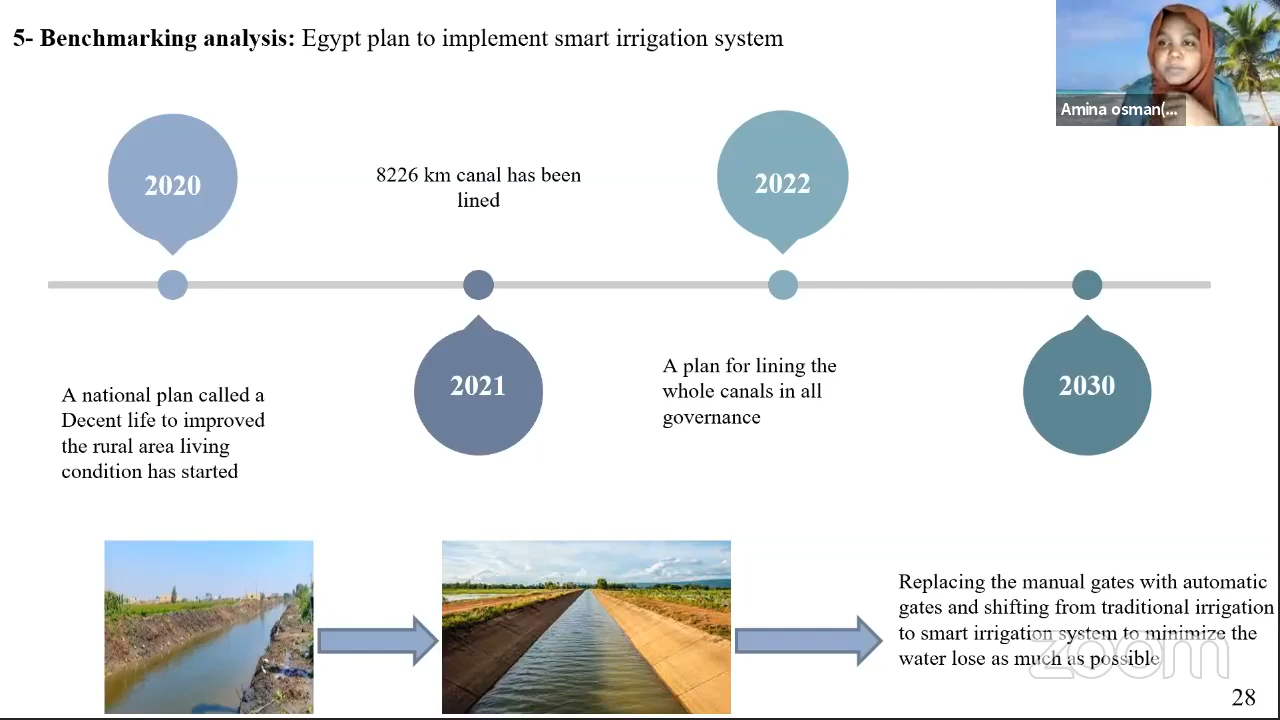 5- Benchmarking analysis: Egypt plan to implement smart irrigation system
Amina osman(...
2020
8226 km canal has been
lined
2022
2021
2030
A national plan called a
Decent life to improved
the rural area living
condition has started
A plan for lining the
whole canals in all
governance
Replacing the manual gates with automatic
gates and shifting from traditional irrigation
to smart irrigation system to minimize the
water lose as much as possible
zoom
28